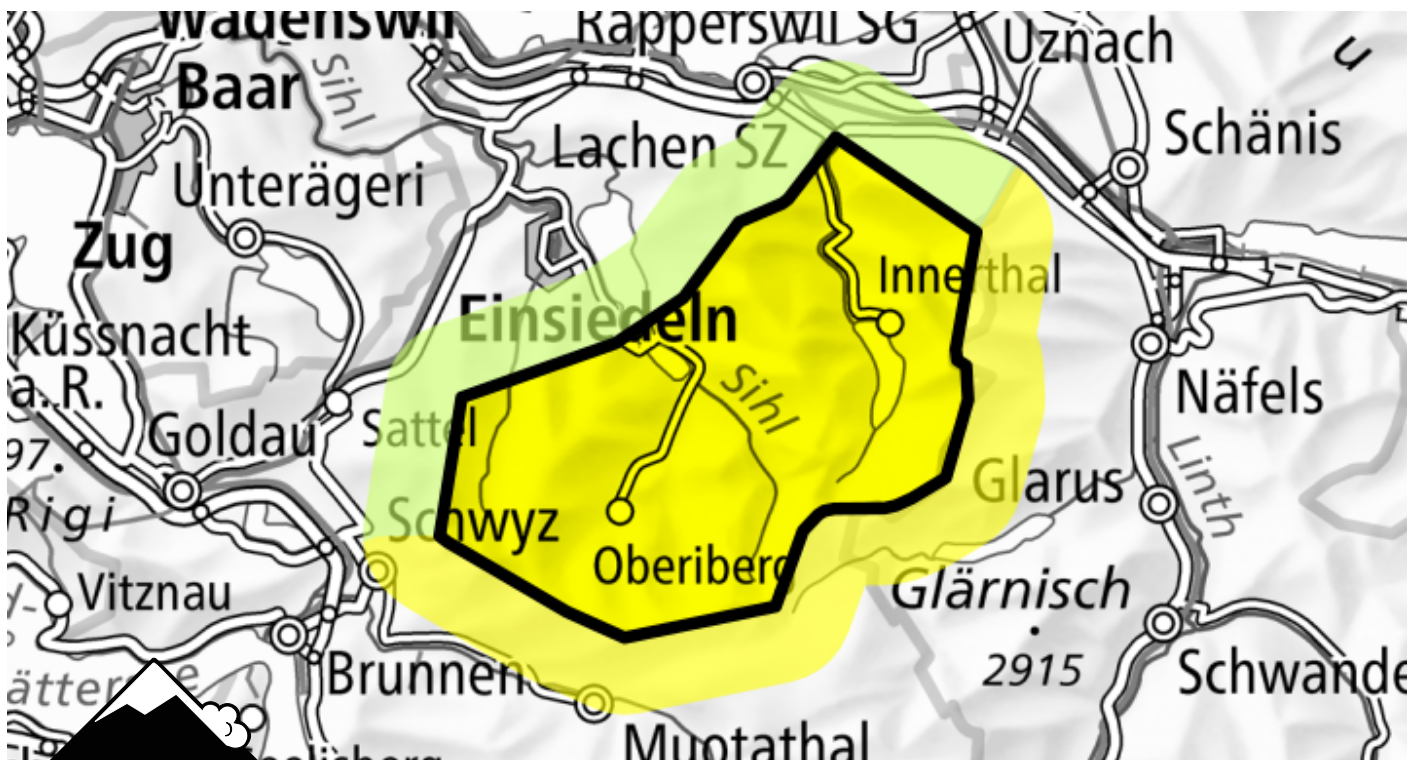 Wädenswil
Rapperswil SG
Uznach
u
Baar
Sihl
Lachen SZ
Schänis
Unterägeri
Zug
Innerthal
Küssnacht
a. R.
Einsiedeln
Näfels
Sihl
Sattel
Goldau
97.
Rigi
Glarus
Linth
Schwyz
Oberiberg
Vitznau
Glärnisch
2915
Brunnen
Schwande
Muotathal